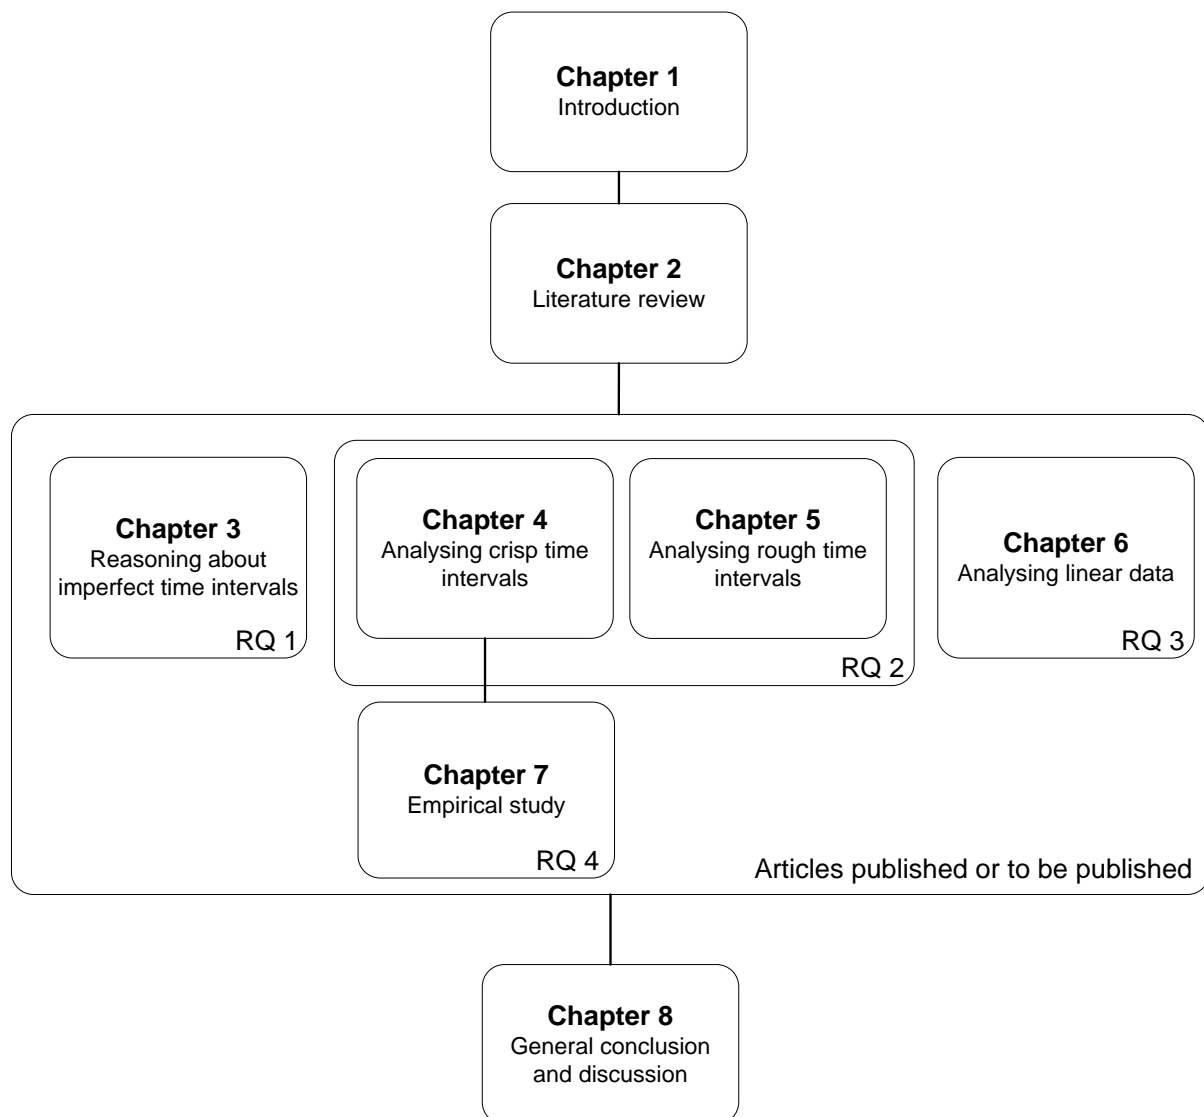 Chapter 1
Introduction
Chapter 2
Literature review
Chapter 3
Reasoning about
imperfect time intervals
RQ 1
Chapter 4
Analysing crisp time
intervals
Chapter 5
Analysing rough time
intervals
RQ 2
Chapter 6
Analysing linear data
RQ 3
Chapter 7
Empirical study
RQ 4
Articles published or to be published
Chapter 8
General conclusion
and discussion